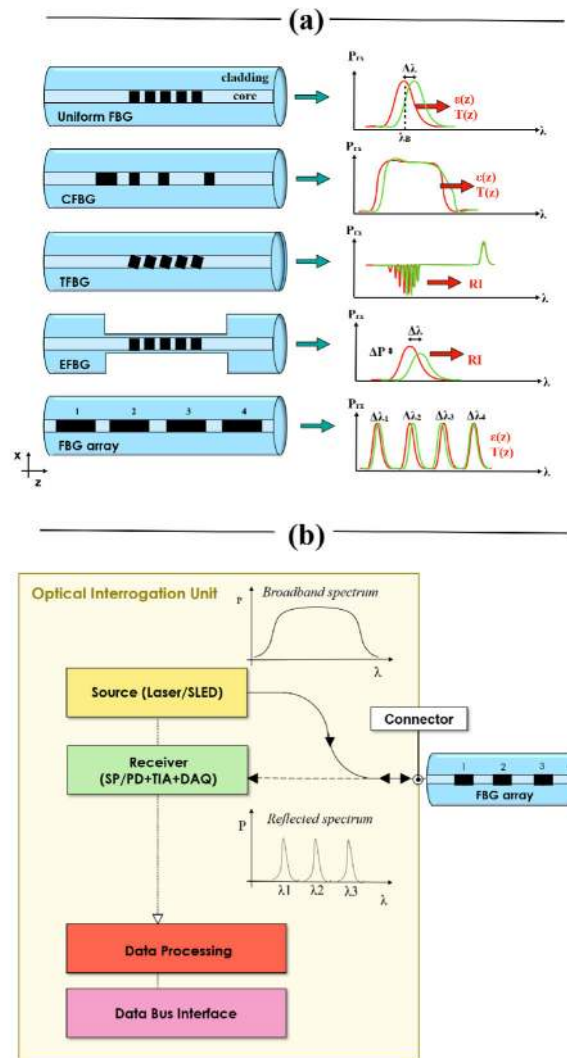 (a)
cladding
core
Uniform FBG
Prx
Δλ
ε(z)
T(z)
λB
λ
CFBG
Prx
ε(z)
T(z)
λ
TFBG
Prx
RI
λ
EFBG
Prx
Δλ
ΔP
RI
λ
1 2 3 4
FBG array
Prx
Δλ1 Δλ2 Δλ3 Δλ4
ε(z)
T(z)
λ
x
z
(b)
Optical Interrogation Unit
Broadband spectrum
P
λ
Source (Laser/SLED)
Connector
Receiver
(SP/PD+TIA+DAQ)
1 2 3
FBG array
Reflected spectrum
P
λ1 λ2 λ3
λ
Data Processing
Data Bus Interface